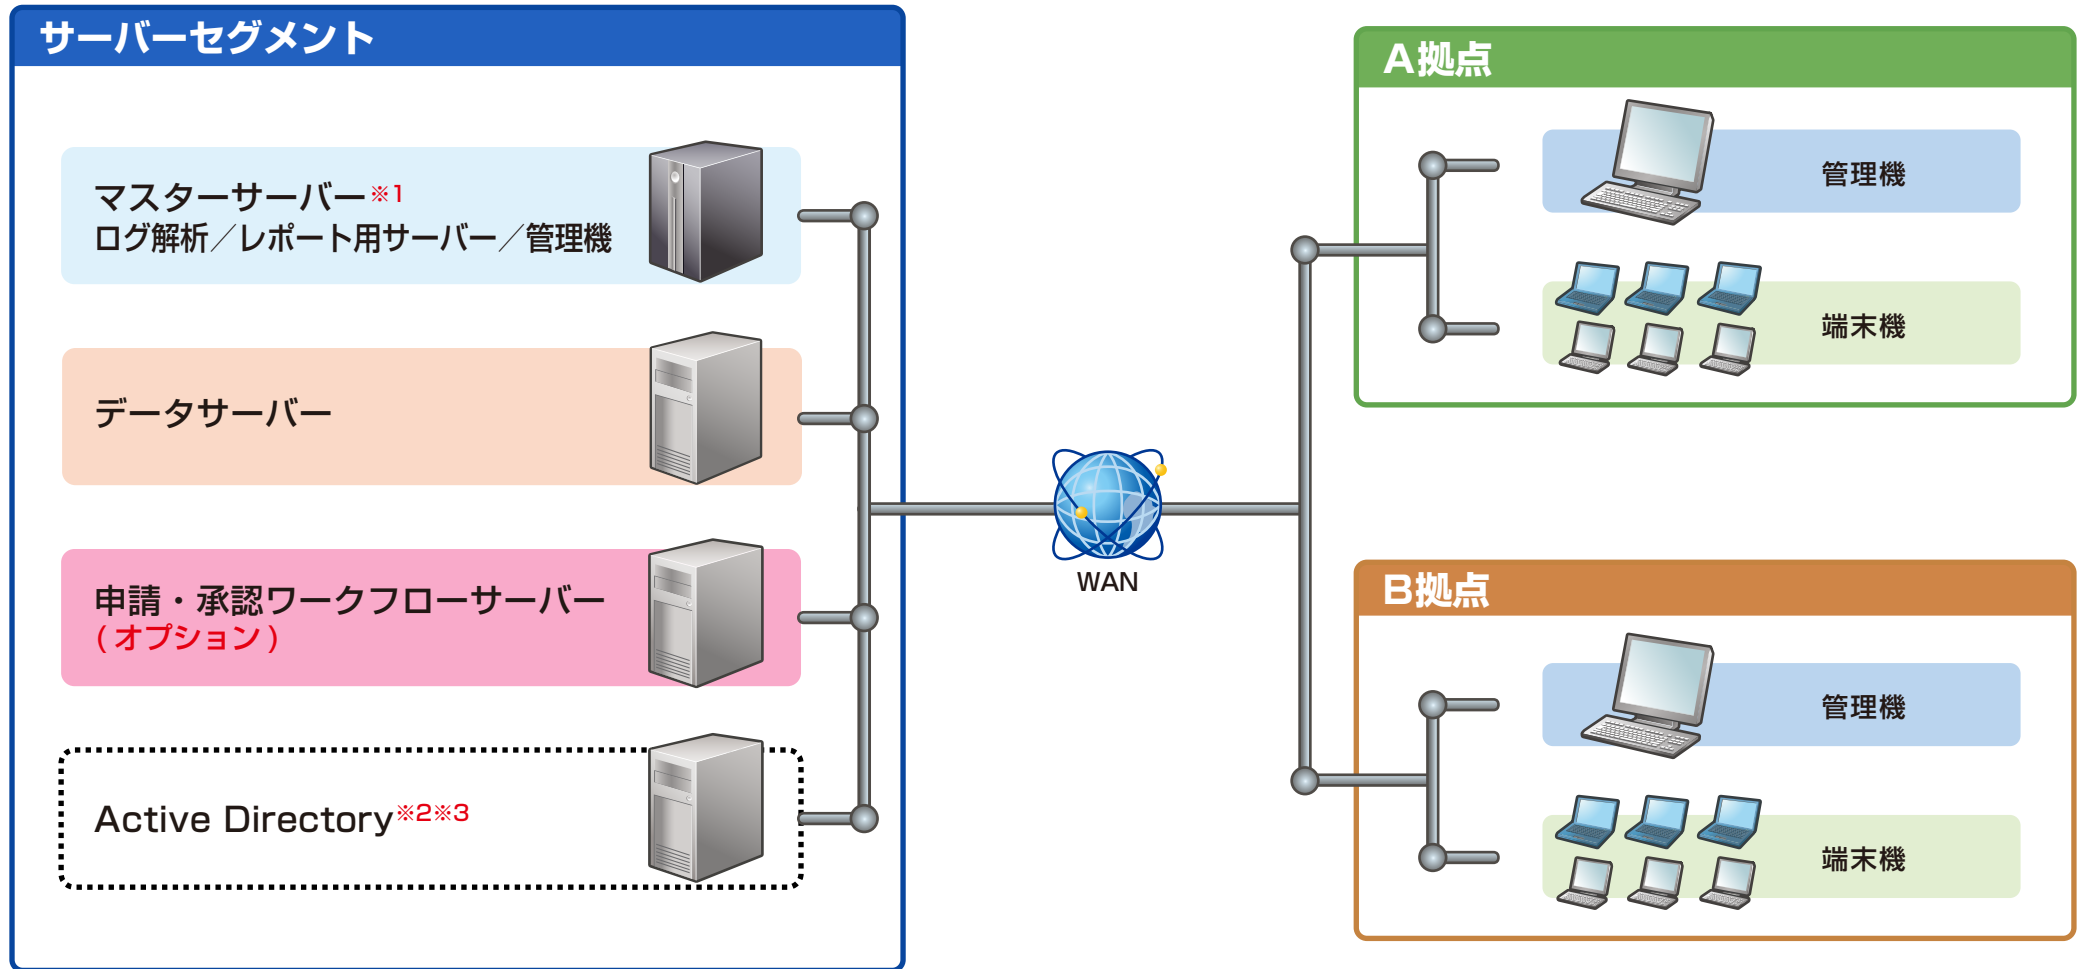 サーバーセグメント
マスターサーバー※1
ログ解析／レポート用サーバー／管理機
データサーバー
申請・承認ワークフローサーバー
(オプション)
Active Directory※2※3
WAN
A拠点
管理機
端末機
B拠点
管理機
端末機